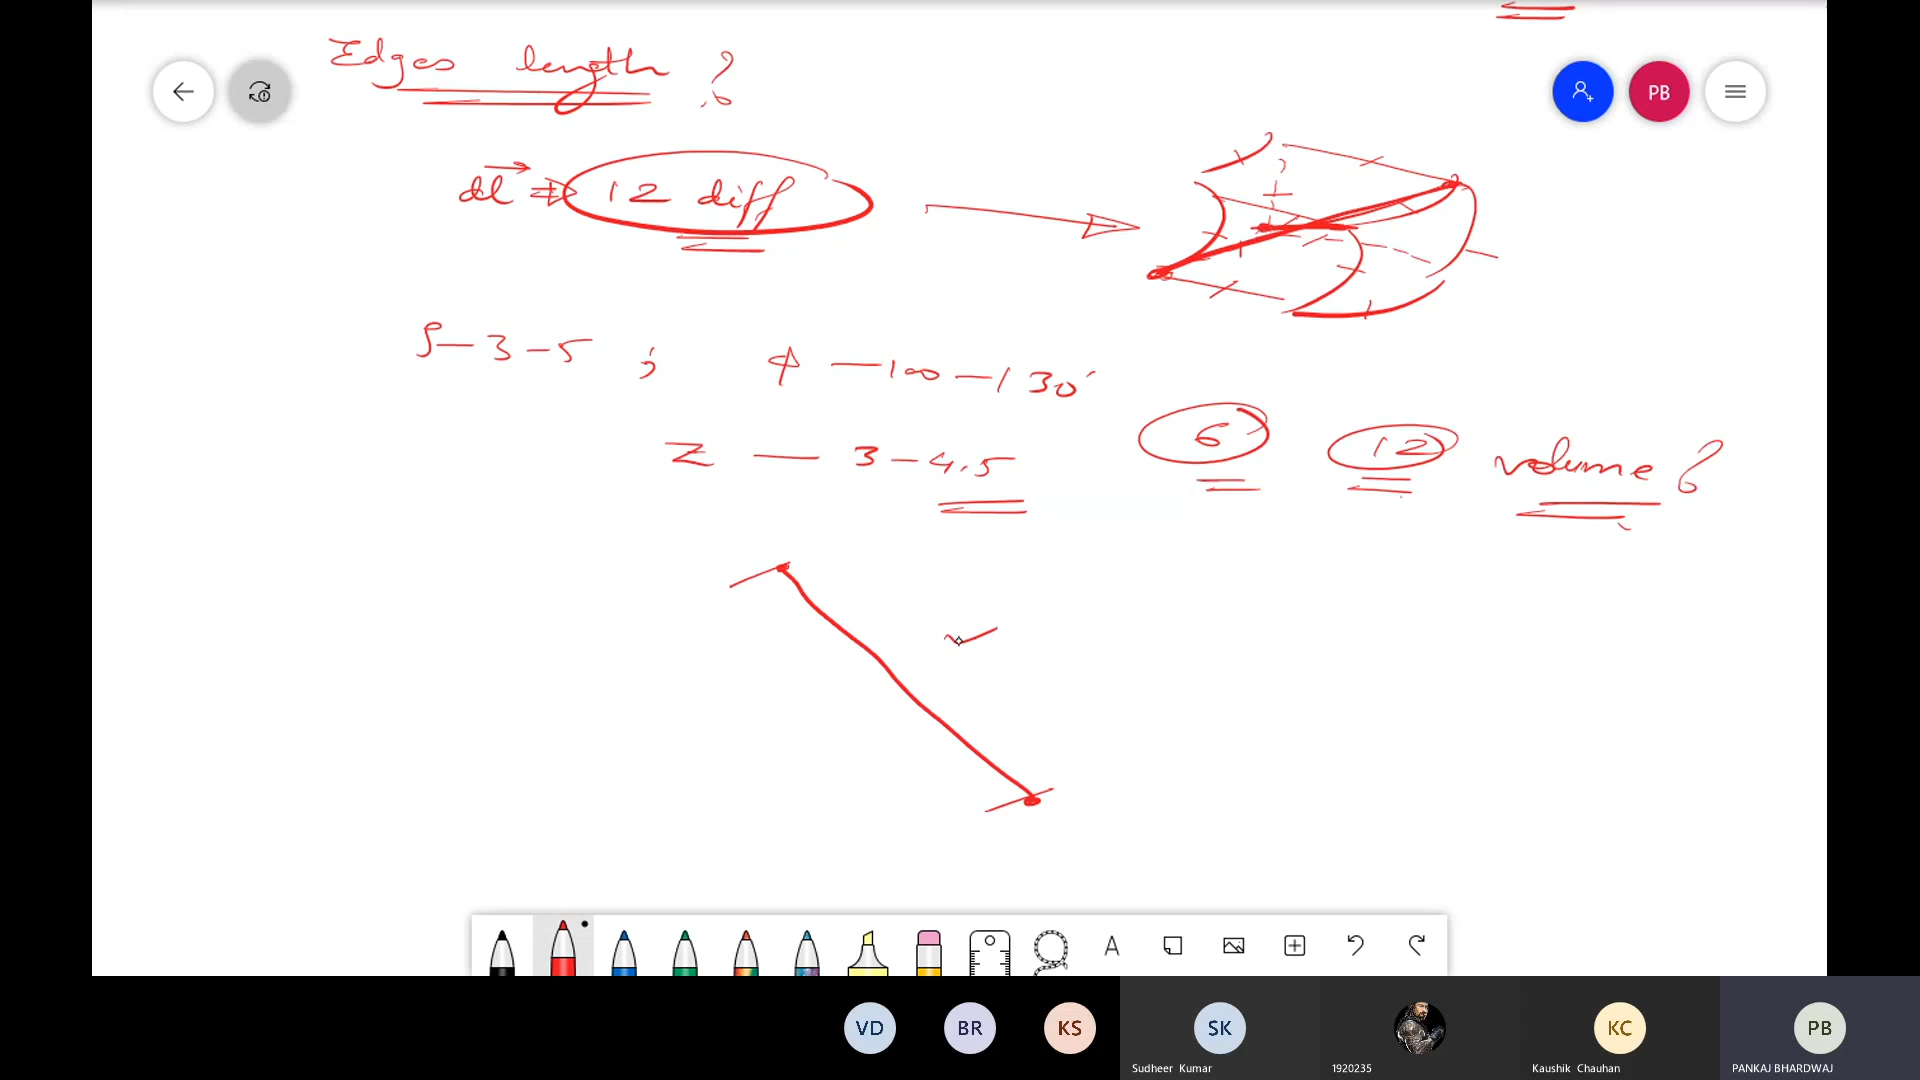 Edges length ?
PB
dl ⇒ 12 diff
ρ — 3 – 5 ; ϕ — 100 – 130°
Z — 3 – 4.5
6 12 volume ?
A
VD BR KS SK KC PB
Sudheer Kumar 1920235 Kaushik Chauhan PANKAJ BHARDWAJ